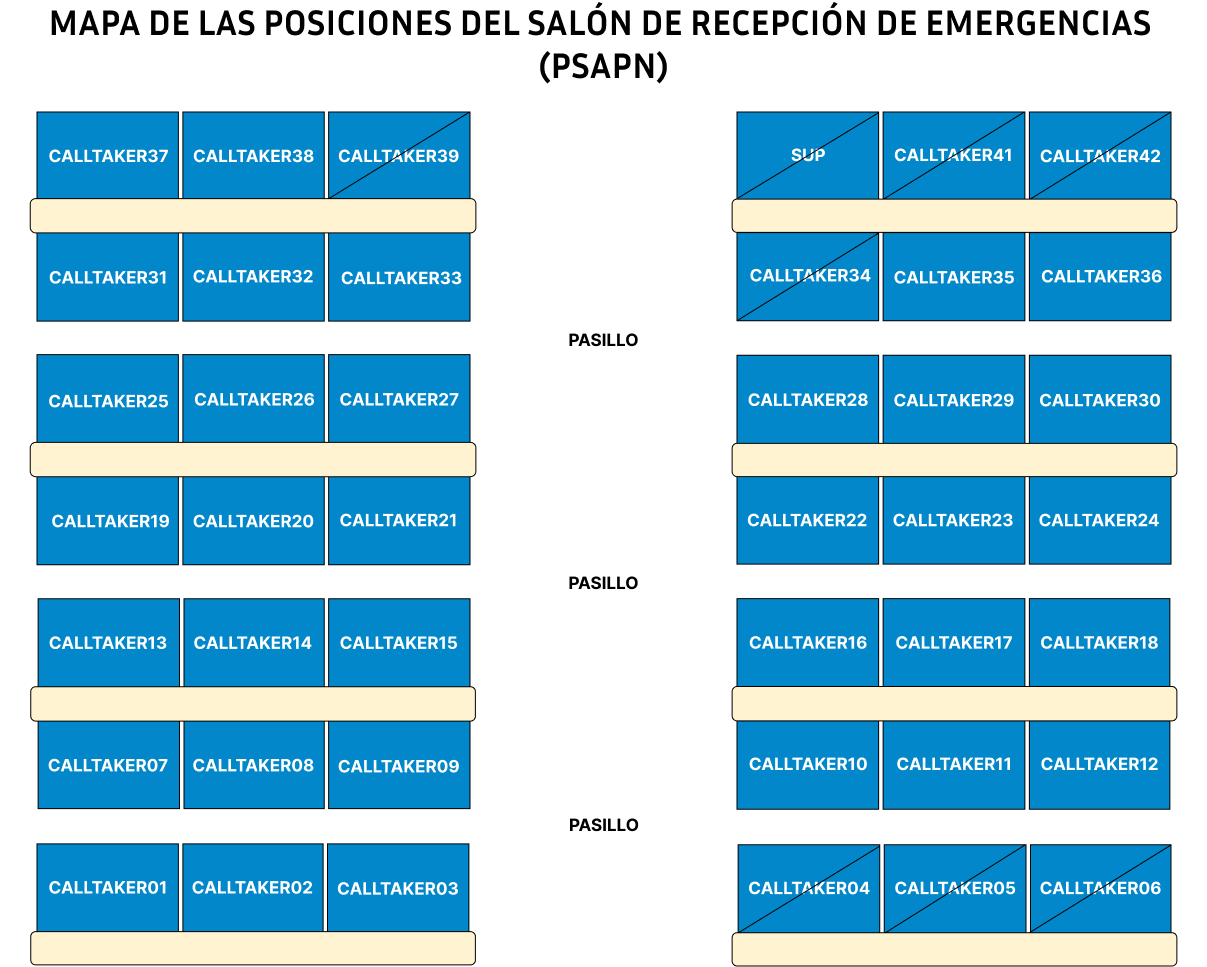 MAPA DE LAS POSICIONES DEL SALÓN DE RECEPCIÓN DE EMERGENCIAS
(PSAPN)
CALLTAKER37 CALLTAKER38 CALLTAKER39 SUP CALLTAKER41 CALLTAKER42
CALLTAKER31 CALLTAKER32 CALLTAKER33 CALLTAKER34 CALLTAKER35 CALLTAKER36
PASILLO
CALLTAKER25 CALLTAKER26 CALLTAKER27 CALLTAKER28 CALLTAKER29 CALLTAKER30
CALLTAKER19 CALLTAKER20 CALLTAKER21 CALLTAKER22 CALLTAKER23 CALLTAKER24
PASILLO
CALLTAKER13 CALLTAKER14 CALLTAKER15 CALLTAKER16 CALLTAKER17 CALLTAKER18
CALLTAKER07 CALLTAKER08 CALLTAKER09 CALLTAKER10 CALLTAKER11 CALLTAKER12
PASILLO
CALLTAKER01 CALLTAKER02 CALLTAKER03 CALLTAKER04 CALLTAKER05 CALLTAKER06